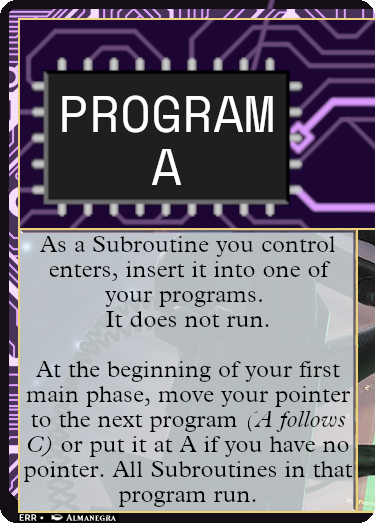 PROGRAM
A
As a Subroutine you control
enters, insert it into one of
your programs.
It does not run.
At the beginning of your first
main phase, move your pointer
to the next program (A follows
C) or put it at A if you have no
pointer. All Subroutines in that
program run.
ERR • ALMANEGRA